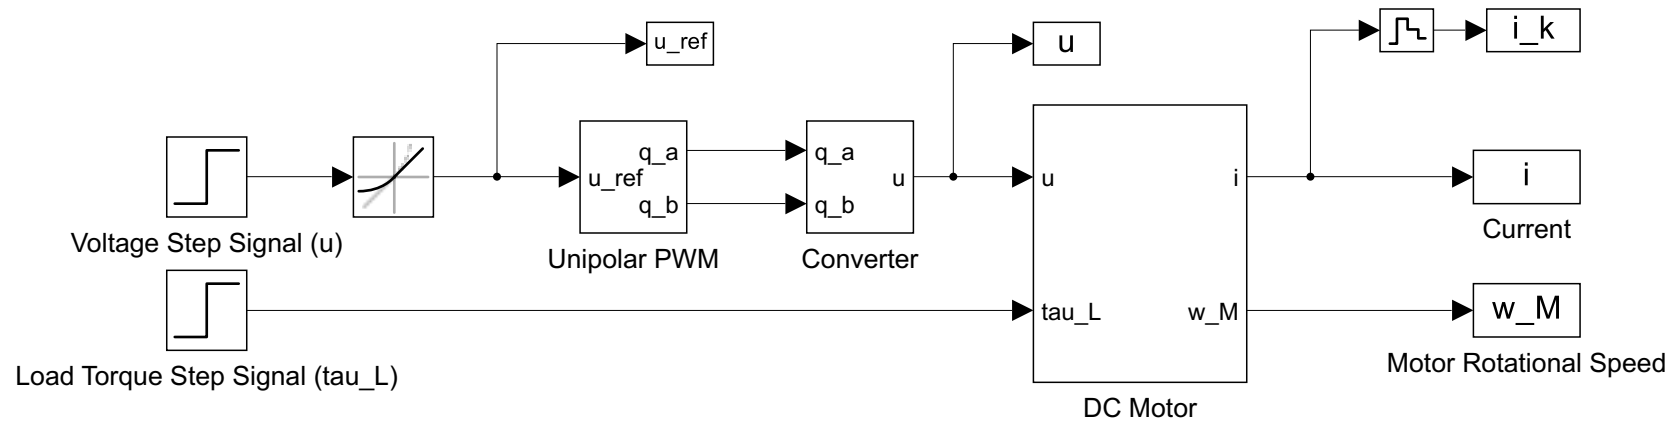 u_ref
u
i_k
q_a
u_ref
q_b
q_a
u
q_b
u
i
i
Voltage Step Signal (u)
Unipolar PWM
Converter
Current
tau_L
w_M
w_M
Load Torque Step Signal (tau_L)
DC Motor
Motor Rotational Speed